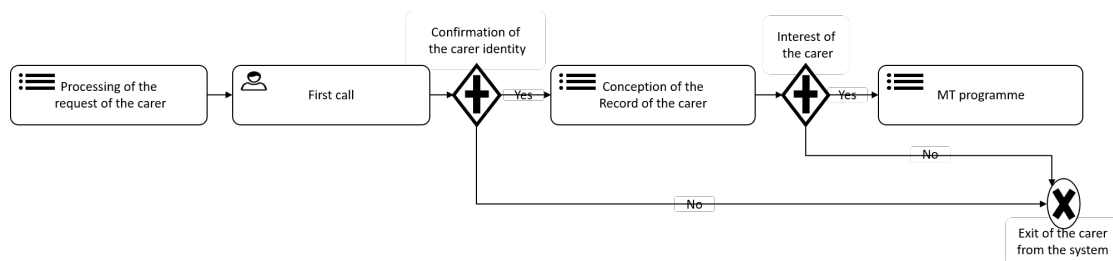 Confirmation of
the carer identity
Interest of
the carer
Processing of the
request of the carer
First call
Yes
Conception of the
Record of the carer
Yes
MT programme
No
No
Exit of the carer
from the system